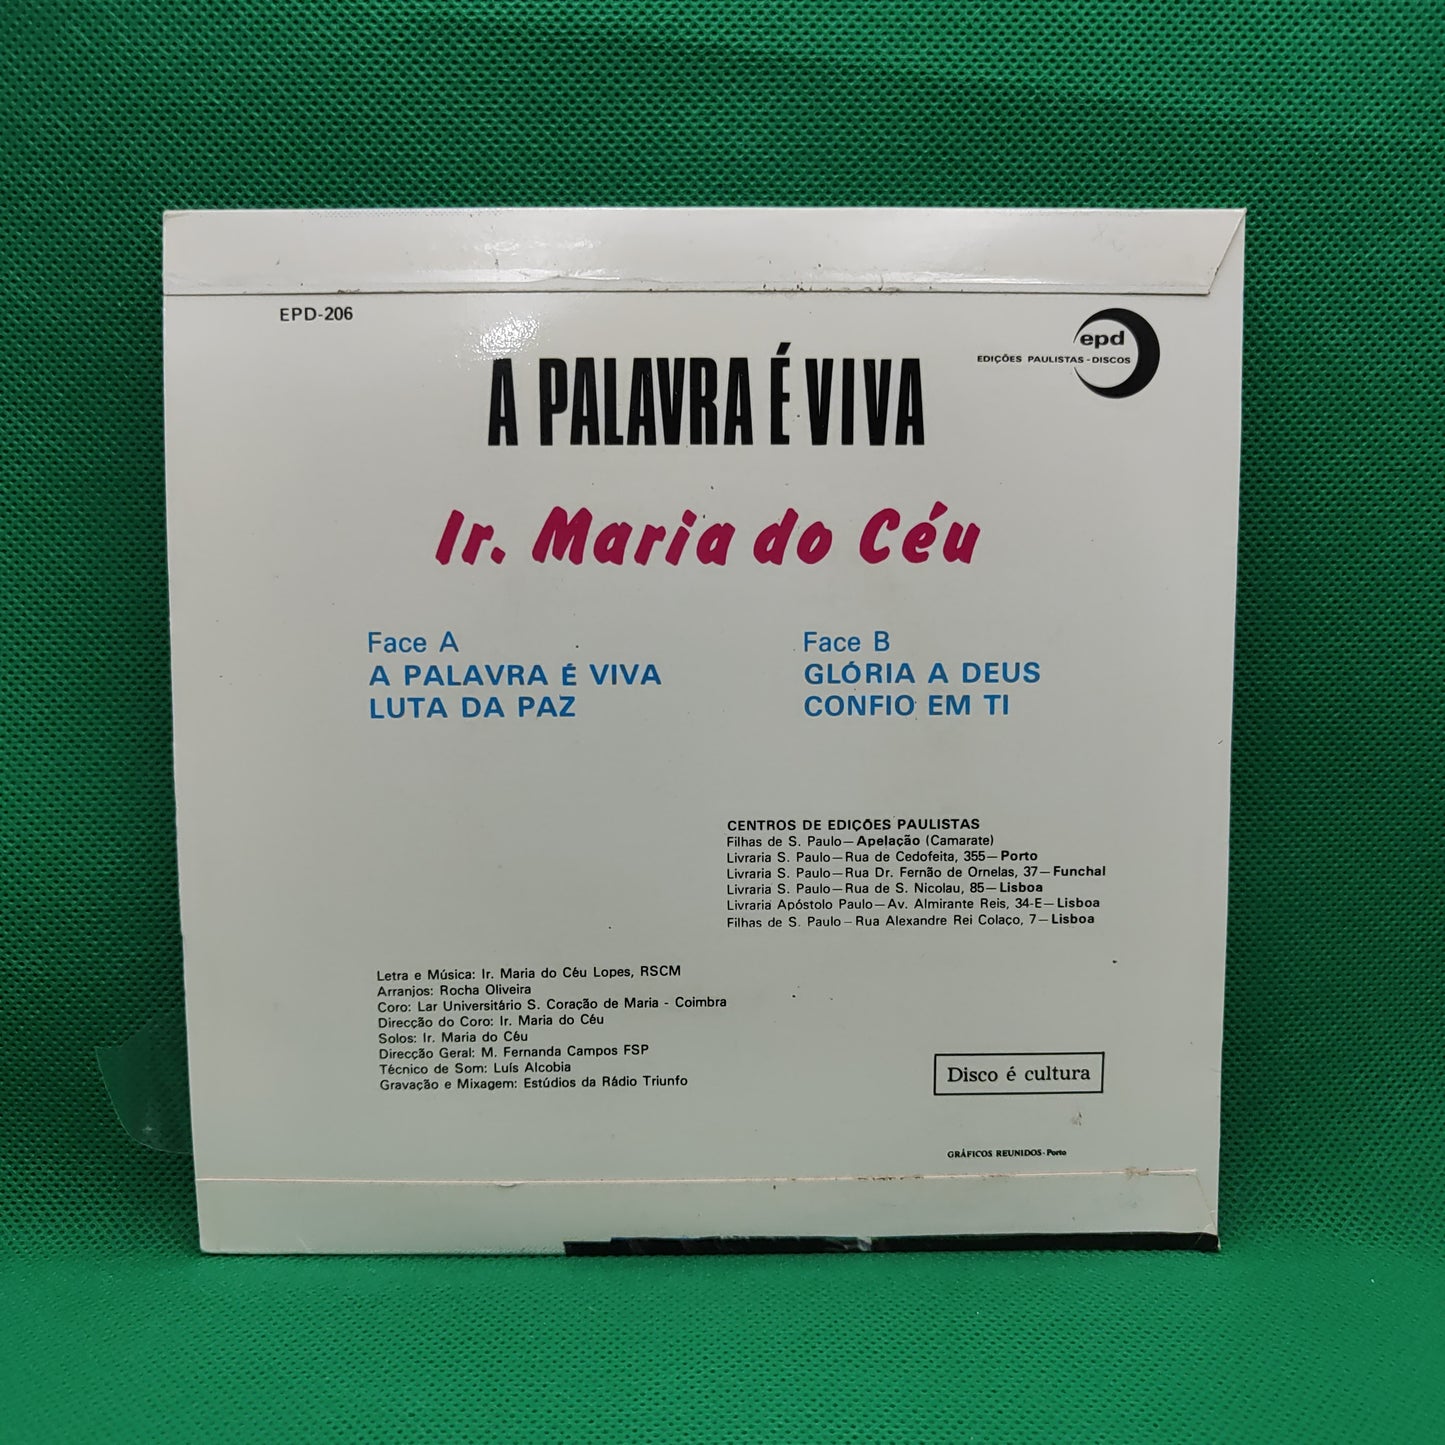 EPD-206
epd
EDIÇÕES PAULISTAS - DISCOS
A PALAVRA É VIVA
Ir. Maria do Céu
Face A
A PALAVRA É VIVA
LUTA DA PAZ
Face B
GLÓRIA A DEUS
CONFIO EM TI
CENTROS DE EDIÇÕES PAULISTAS
Filhas de S. Paulo — Apelação (Camarate)
Livraria S. Paulo — Rua de Cedofeita, 355 — Porto
Livraria S. Paulo — Rua Dr. Fernão de Ornelas, 37 — Funchal
Livraria S. Paulo — Rua de S. Nicolau, 85 — Lisboa
Livraria Apóstolo Paulo — Av. Almirante Reis, 34-E — Lisboa
Filhas de S. Paulo — Rua Alexandre Rei Colaço, 7 — Lisboa
Letra e Música: Ir. Maria do Céu Lopes, RSCM
Arranjos: Rocha Oliveira
Coro: Lar Universitário S. Coração de Maria - Coimbra
Direcção do Coro: Ir. Maria do Céu
Solos: Ir. Maria do Céu
Direcção Geral: M. Fernanda Campos FSP
Técnico de Som: Luís Alcobia
Gravação e Mixagem: Estúdios da Rádio Triunfo
Disco é cultura
GRÁFICOS REUNIDOS - Porto